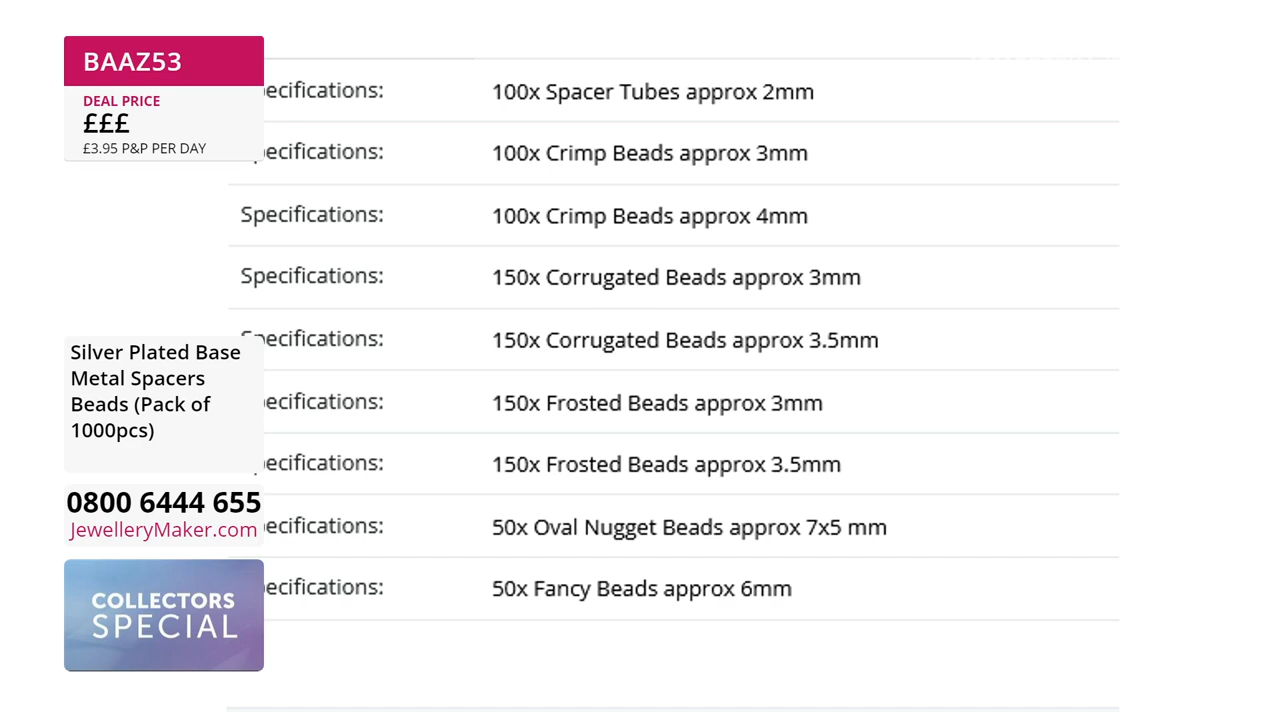 BAAZ53
DEAL PRICE
£££
£3.95 P&P PER DAY
ecifications: 100x Spacer Tubes approx 2mm
ecifications: 100x Crimp Beads approx 3mm
Specifications: 100x Crimp Beads approx 4mm
Specifications: 150x Corrugated Beads approx 3mm
Specifications: 150x Corrugated Beads approx 3.5mm
ecifications: 150x Frosted Beads approx 3mm
ecifications: 150x Frosted Beads approx 3.5mm
ecifications: 50x Oval Nugget Beads approx 7x5 mm
ecifications: 50x Fancy Beads approx 6mm
Silver Plated Base
Metal Spacers
Beads (Pack of
1000pcs)
0800 6444 655
JewelleryMaker.com
COLLECTORS
SPECIAL